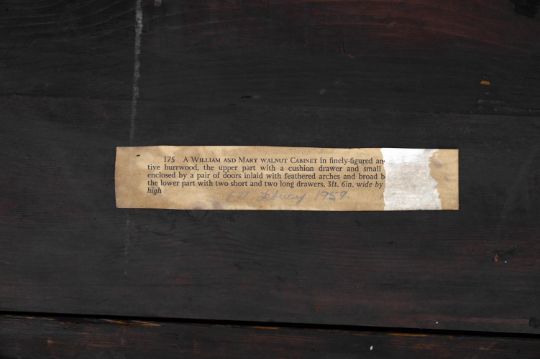 175 A WILLIAM AND MARY WALNUT CABINET in finely-figured an
tive burrwood, the upper part with a cushion drawer and small
enclosed by a pair of doors inlaid with feathered arches and broad b
the lower part with two short and two long drawers, 3ft. 6in. wide by
high
1959.